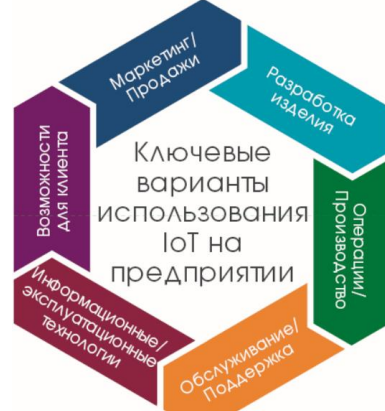 Маркетинг/
Продажи
Разработка
изделия
Операции/
Производство
Обслуживание/
Поддержка
Информационные/
эксплуатационные
технологии
Возможности
для клиента
Ключевые
варианты
использования
IoT на
предприятии